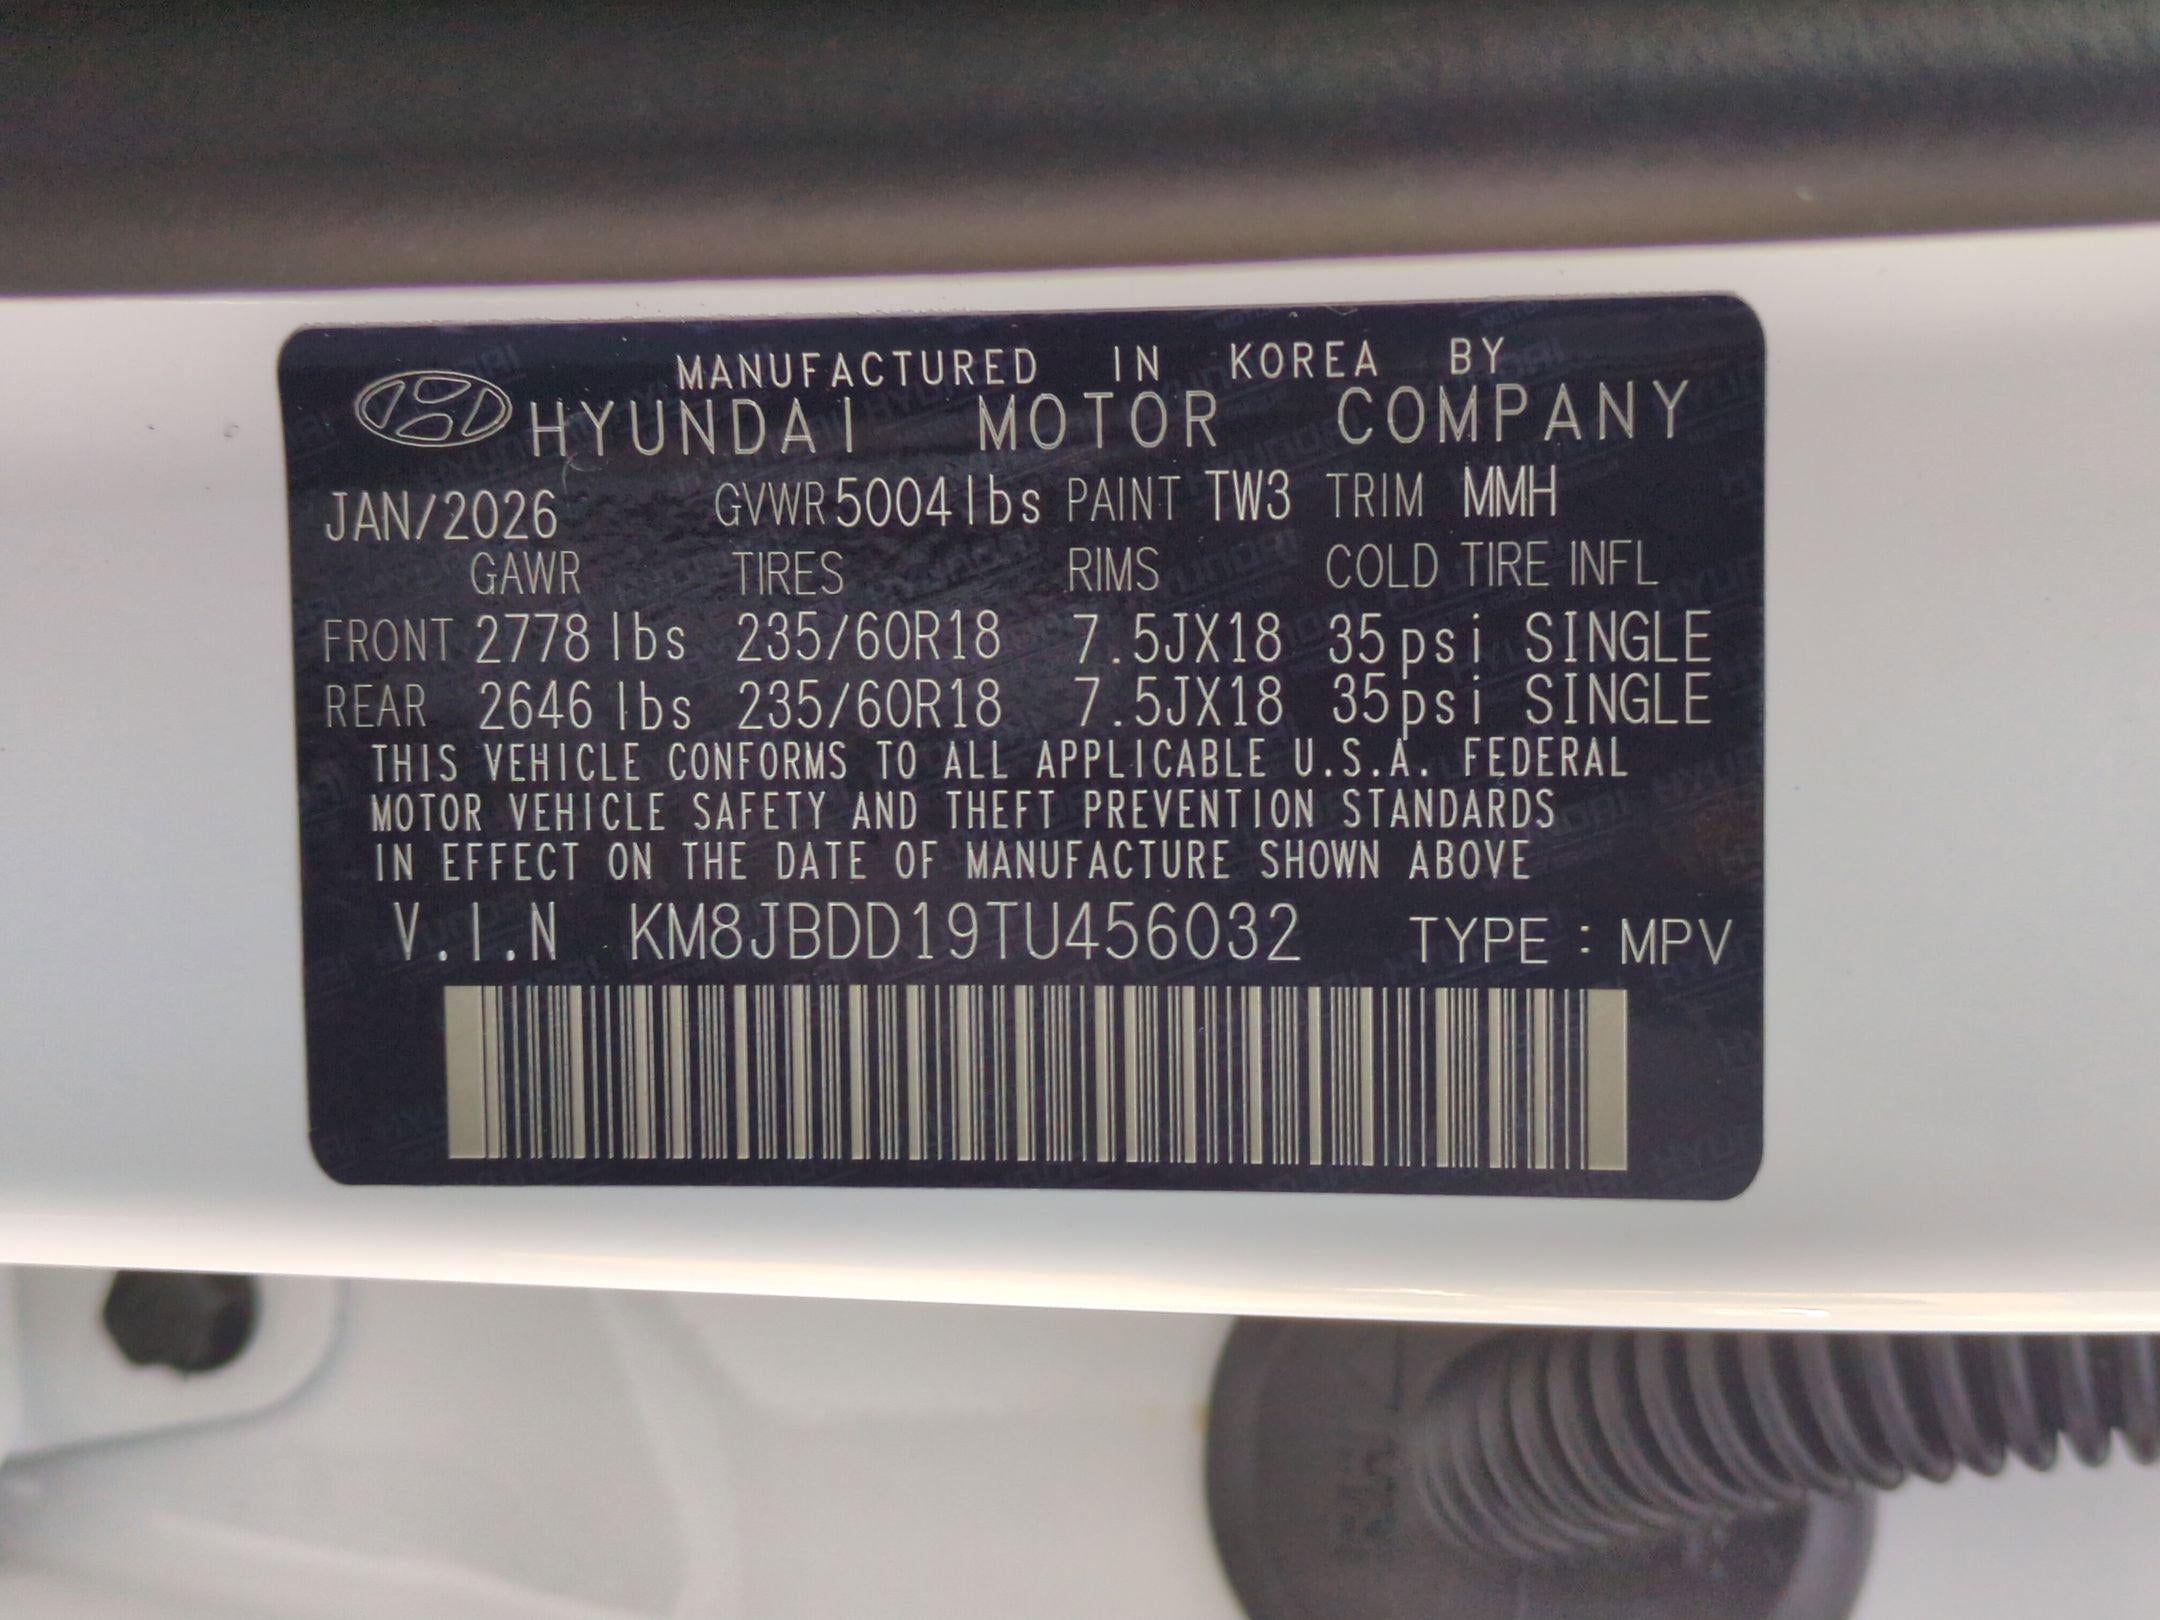 MANUFACTURED IN KOREA BY
HYUNDAI MOTOR COMPANY
JAN/2026 GVWR 5004lbs PAINT TW3 TRIM MMH
GAWR TIRES RIMS COLD TIRE INFL
FRONT 2778 lbs 235/60R18 7.5JX18 35psi SINGLE
REAR 2646 lbs 235/60R18 7.5JX18 35psi SINGLE
THIS VEHICLE CONFORMS TO ALL APPLICABLE U.S.A. FEDERAL
MOTOR VEHICLE SAFETY AND THEFT PREVENTION STANDARDS
IN EFFECT ON THE DATE OF MANUFACTURE SHOWN ABOVE
V.I.N KM8JBDD19TU456032 TYPE : MPV